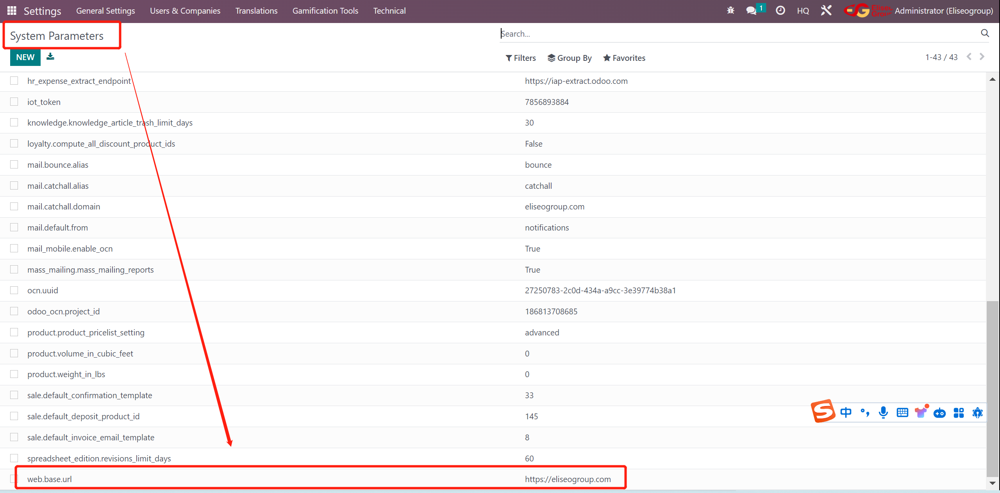 Settings General Settings Users & Companies Translations Gamification Tools Technical 1 HQ Administrator (Eliseogroup)
System Parameters Search...
NEW Filters Group By Favorites 1-43 / 43
hr_expense_extract_endpoint https://iap-extract.odoo.com
iot_token 7856893884
knowledge.knowledge_article_trash_limit_days 30
loyalty.compute_all_discount_product_ids False
mail.bounce.alias bounce
mail.catchall.alias catchall
mail.catchall.domain eliseogroup.com
mail.default.from notifications
mail_mobile.enable_ocn True
mass_mailing.mass_mailing_reports True
ocn.uuid 27250783-2c0d-434a-a9cc-3e39774b38a1
odoo_ocn.project_id 186813708685
product.product_pricelist_setting advanced
product.volume_in_cubic_feet 0
product.weight_in_lbs 0
sale.default_confirmation_template 33
sale.default_deposit_product_id 145
中
sale.default_invoice_email_template 8
spreadsheet_edition.revisions_limit_days 60
web.base.url https://eliseogroup.com